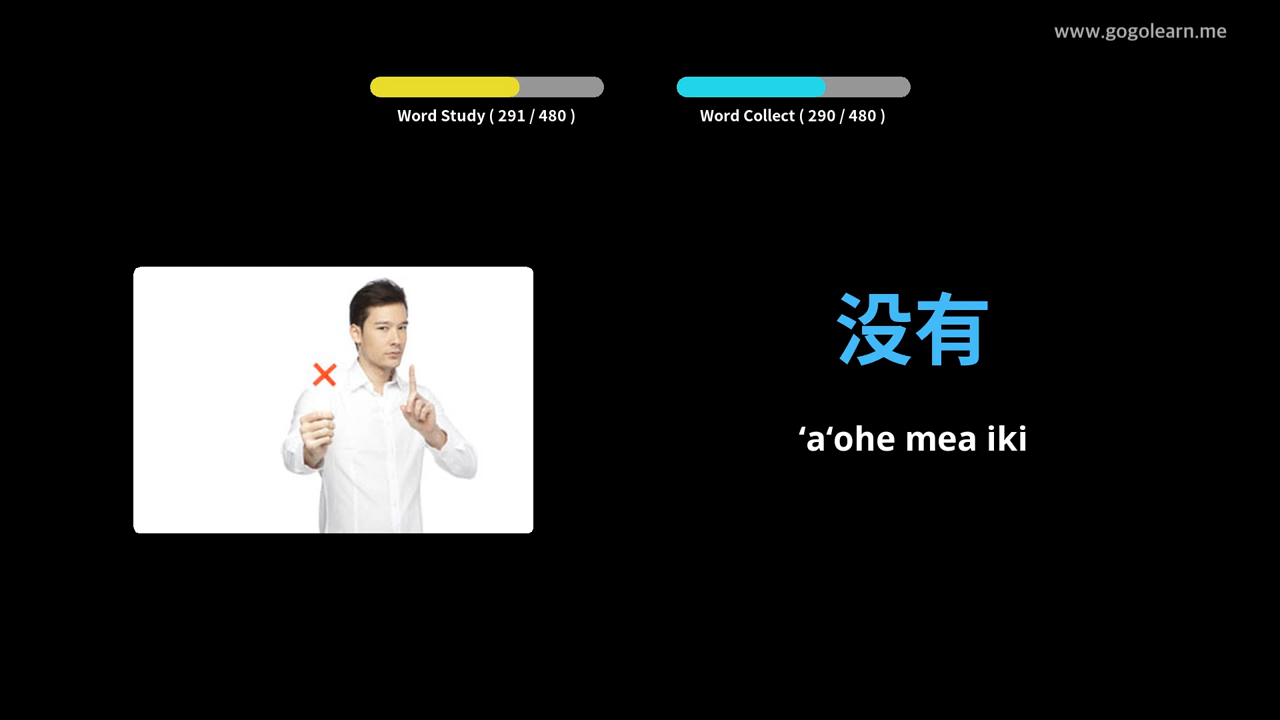 www.gogolearn.me
Word Study ( 291 / 480 )
Word Collect ( 290 / 480 )
没有
ʻaʻohe mea iki